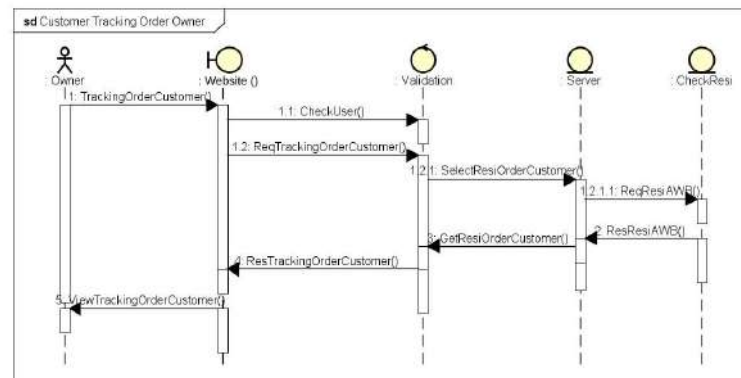 sd Customer Tracking Order Owner
: Owner
: Website ()
: Validation
: Server
: CheckResi
1: TrackingOrderCustomer()
1.1: CheckUser()
1.2: ReqTrackingOrderCustomer()
1.2.1: SelectResiOrderCustomer()
1.2.1.1: ReqResiAWB()
2: ResResiAWB()
3: GetResiOrderCustomer()
4: ResTrackingOrderCustomer()
5: ViewTrackingOrderCustomer()